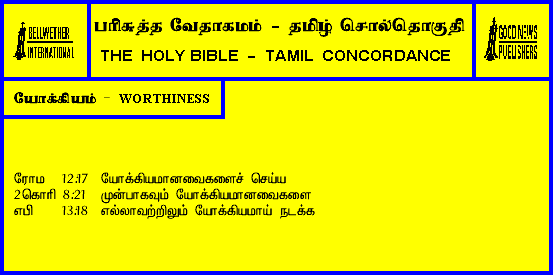 BELLWETHER
INTERNATIONAL
பரிசுத்த வேதாகமம் - தமிழ் சொல்தொகுதி
THE HOLY BIBLE - TAMIL CONCORDANCE
GOOD NEWS
PUBLISHERS
யோக்கியம் - WORTHINESS
ரோம 12:17 யோக்கியமானவைகளைச் செய்ய
2கொரி 8:21 முன்பாகவும் யோக்கியமானவைகளை
எபி 13:18 எல்லாவற்றிலும் யோக்கியமாய் நடக்க